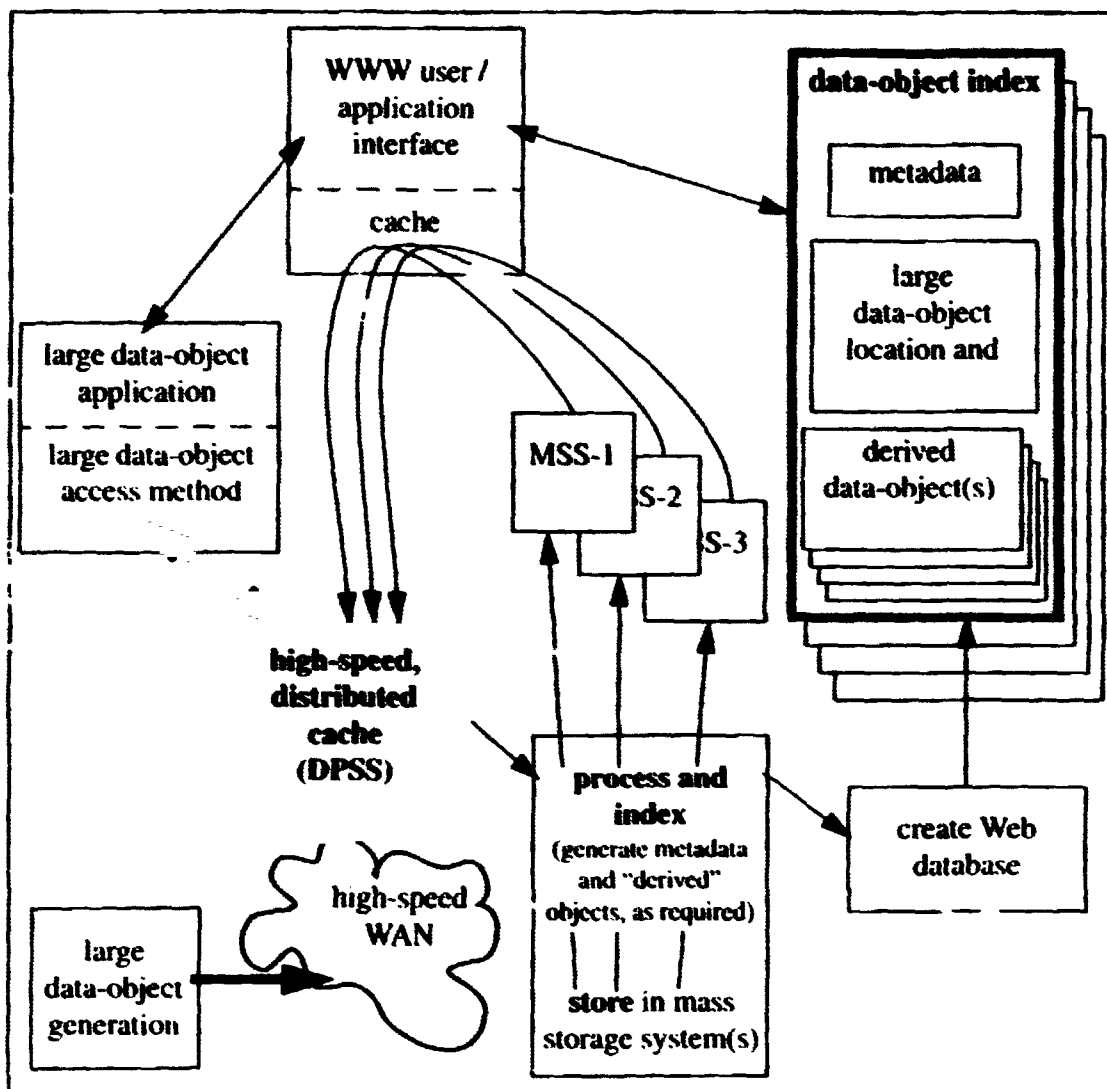 WWW user /
application
interface
cache
data-object index
metadata
large
data-object
location and
derived
data-object(s)
large data-object
application
large data-object
access method
MSS-1
S-2
SS-3
high-speed,
distributed
cache
(DPSS)
process and
index
(generate metadata
and “derived”
objects, as required)
store in mass
storage system(s)
create Web
database
high-speed
WAN
large
data-object
generation